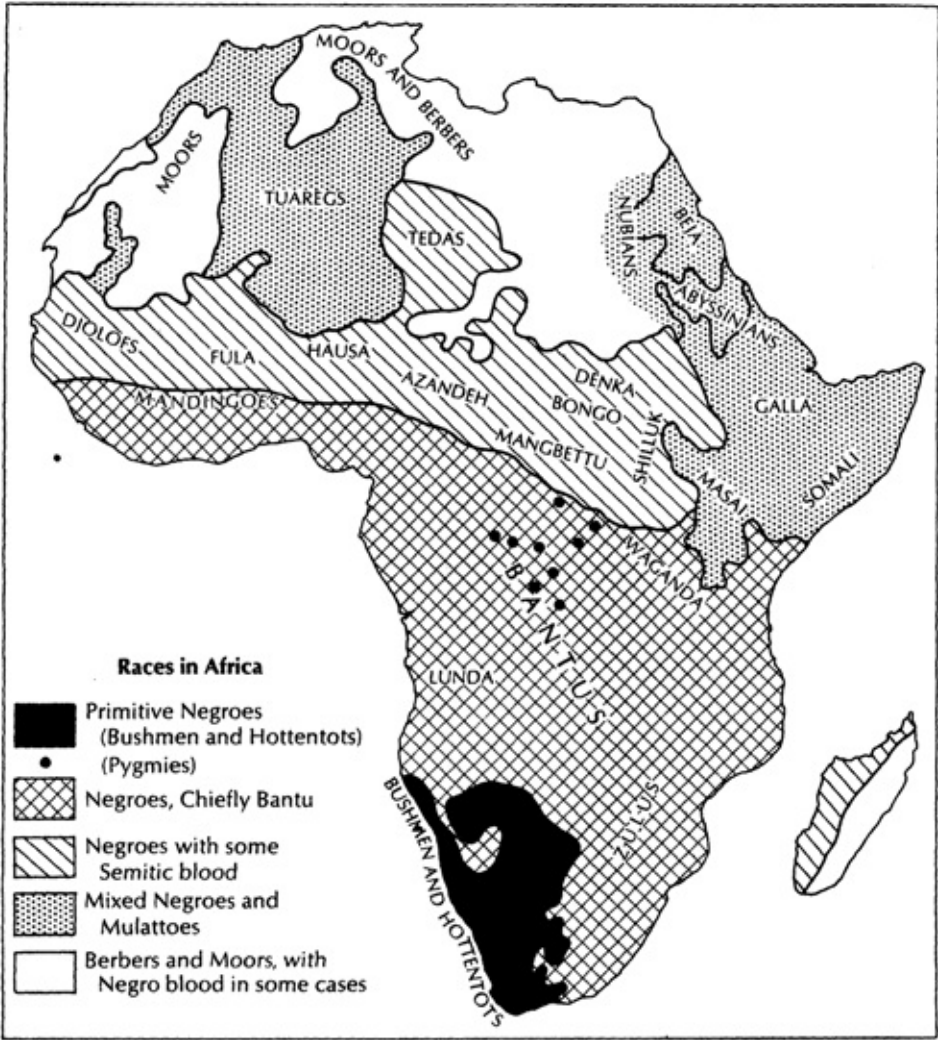 MOORS AND BERBERS
MOORS
TUAREGS
TEDAS
NUBIANS
BEJA
ABYSSINIANS
DJOLOFS
FULA
HAUSA
AZANDEH
DENKA
BONGO
GALLA
MANDINGOES
MANGBETTU
SHILLUK
MASAI
SOMALI
WAGANDA
B-A-N-T-U-S
LUNDA
Z-U-L-U-S
BUSHMEN AND HOTTENTOTS
Races in Africa
Primitive Negroes
(Bushmen and Hottentots)
(Pygmies)
Negroes, Chiefly Bantu
Negroes with some
Semitic blood
Mixed Negroes and
Mulattoes
Berbers and Moors, with
Negro blood in some cases